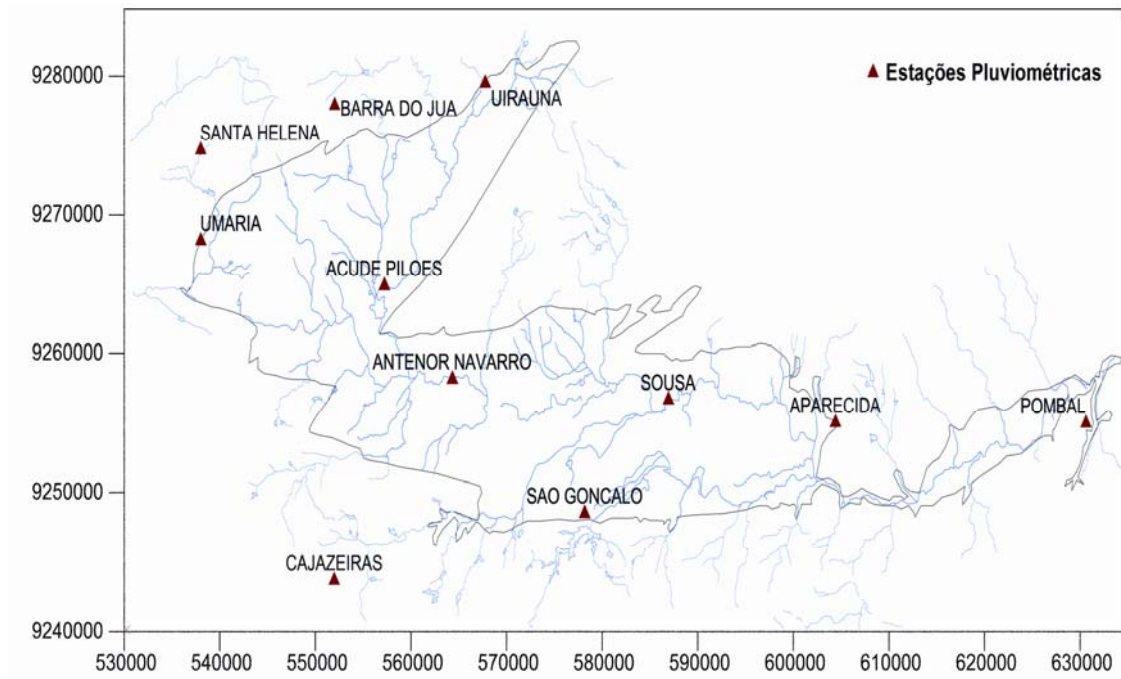 9280000
Estações Pluviométricas
UIRAUNA
BARRA DO JUA
SANTA HELENA
9270000
UMARIA
ACUDE PILOES
9260000
ANTENOR NAVARRO
SOUSA
APARECIDA
POMBAL
9250000
SAO GONCALO
CAJAZEIRAS
9240000
530000 540000 550000 560000 570000 580000 590000 600000 610000 620000 630000